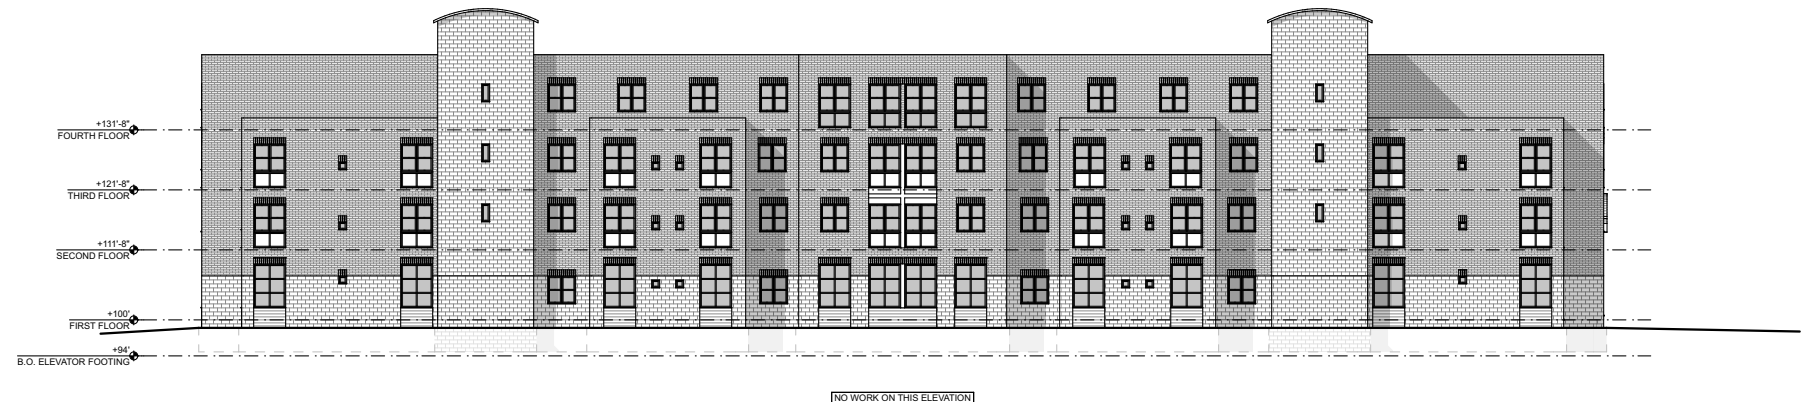 +131'-8"
FOURTH FLOOR
+121'-8"
THIRD FLOOR
+111'-8"
SECOND FLOOR
+100'
FIRST FLOOR
+94'
B.O. ELEVATOR FOOTING
NO WORK ON THIS ELEVATION